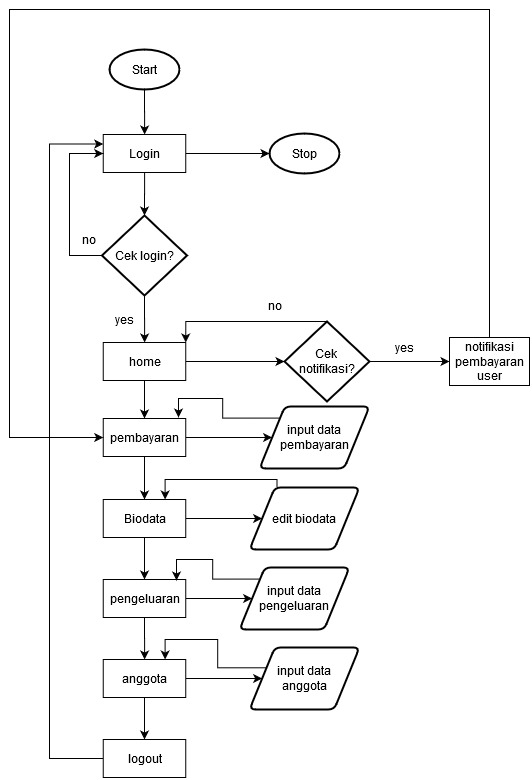 Start
Login
Stop
no
Cek login?
yes
no
home
Cek
notifikasi?
yes
notifikasi
pembayaran
user
pembayaran
input data
pembayaran
Biodata
edit biodata
pengeluaran
input data
pengeluaran
anggota
input data
anggota
logout